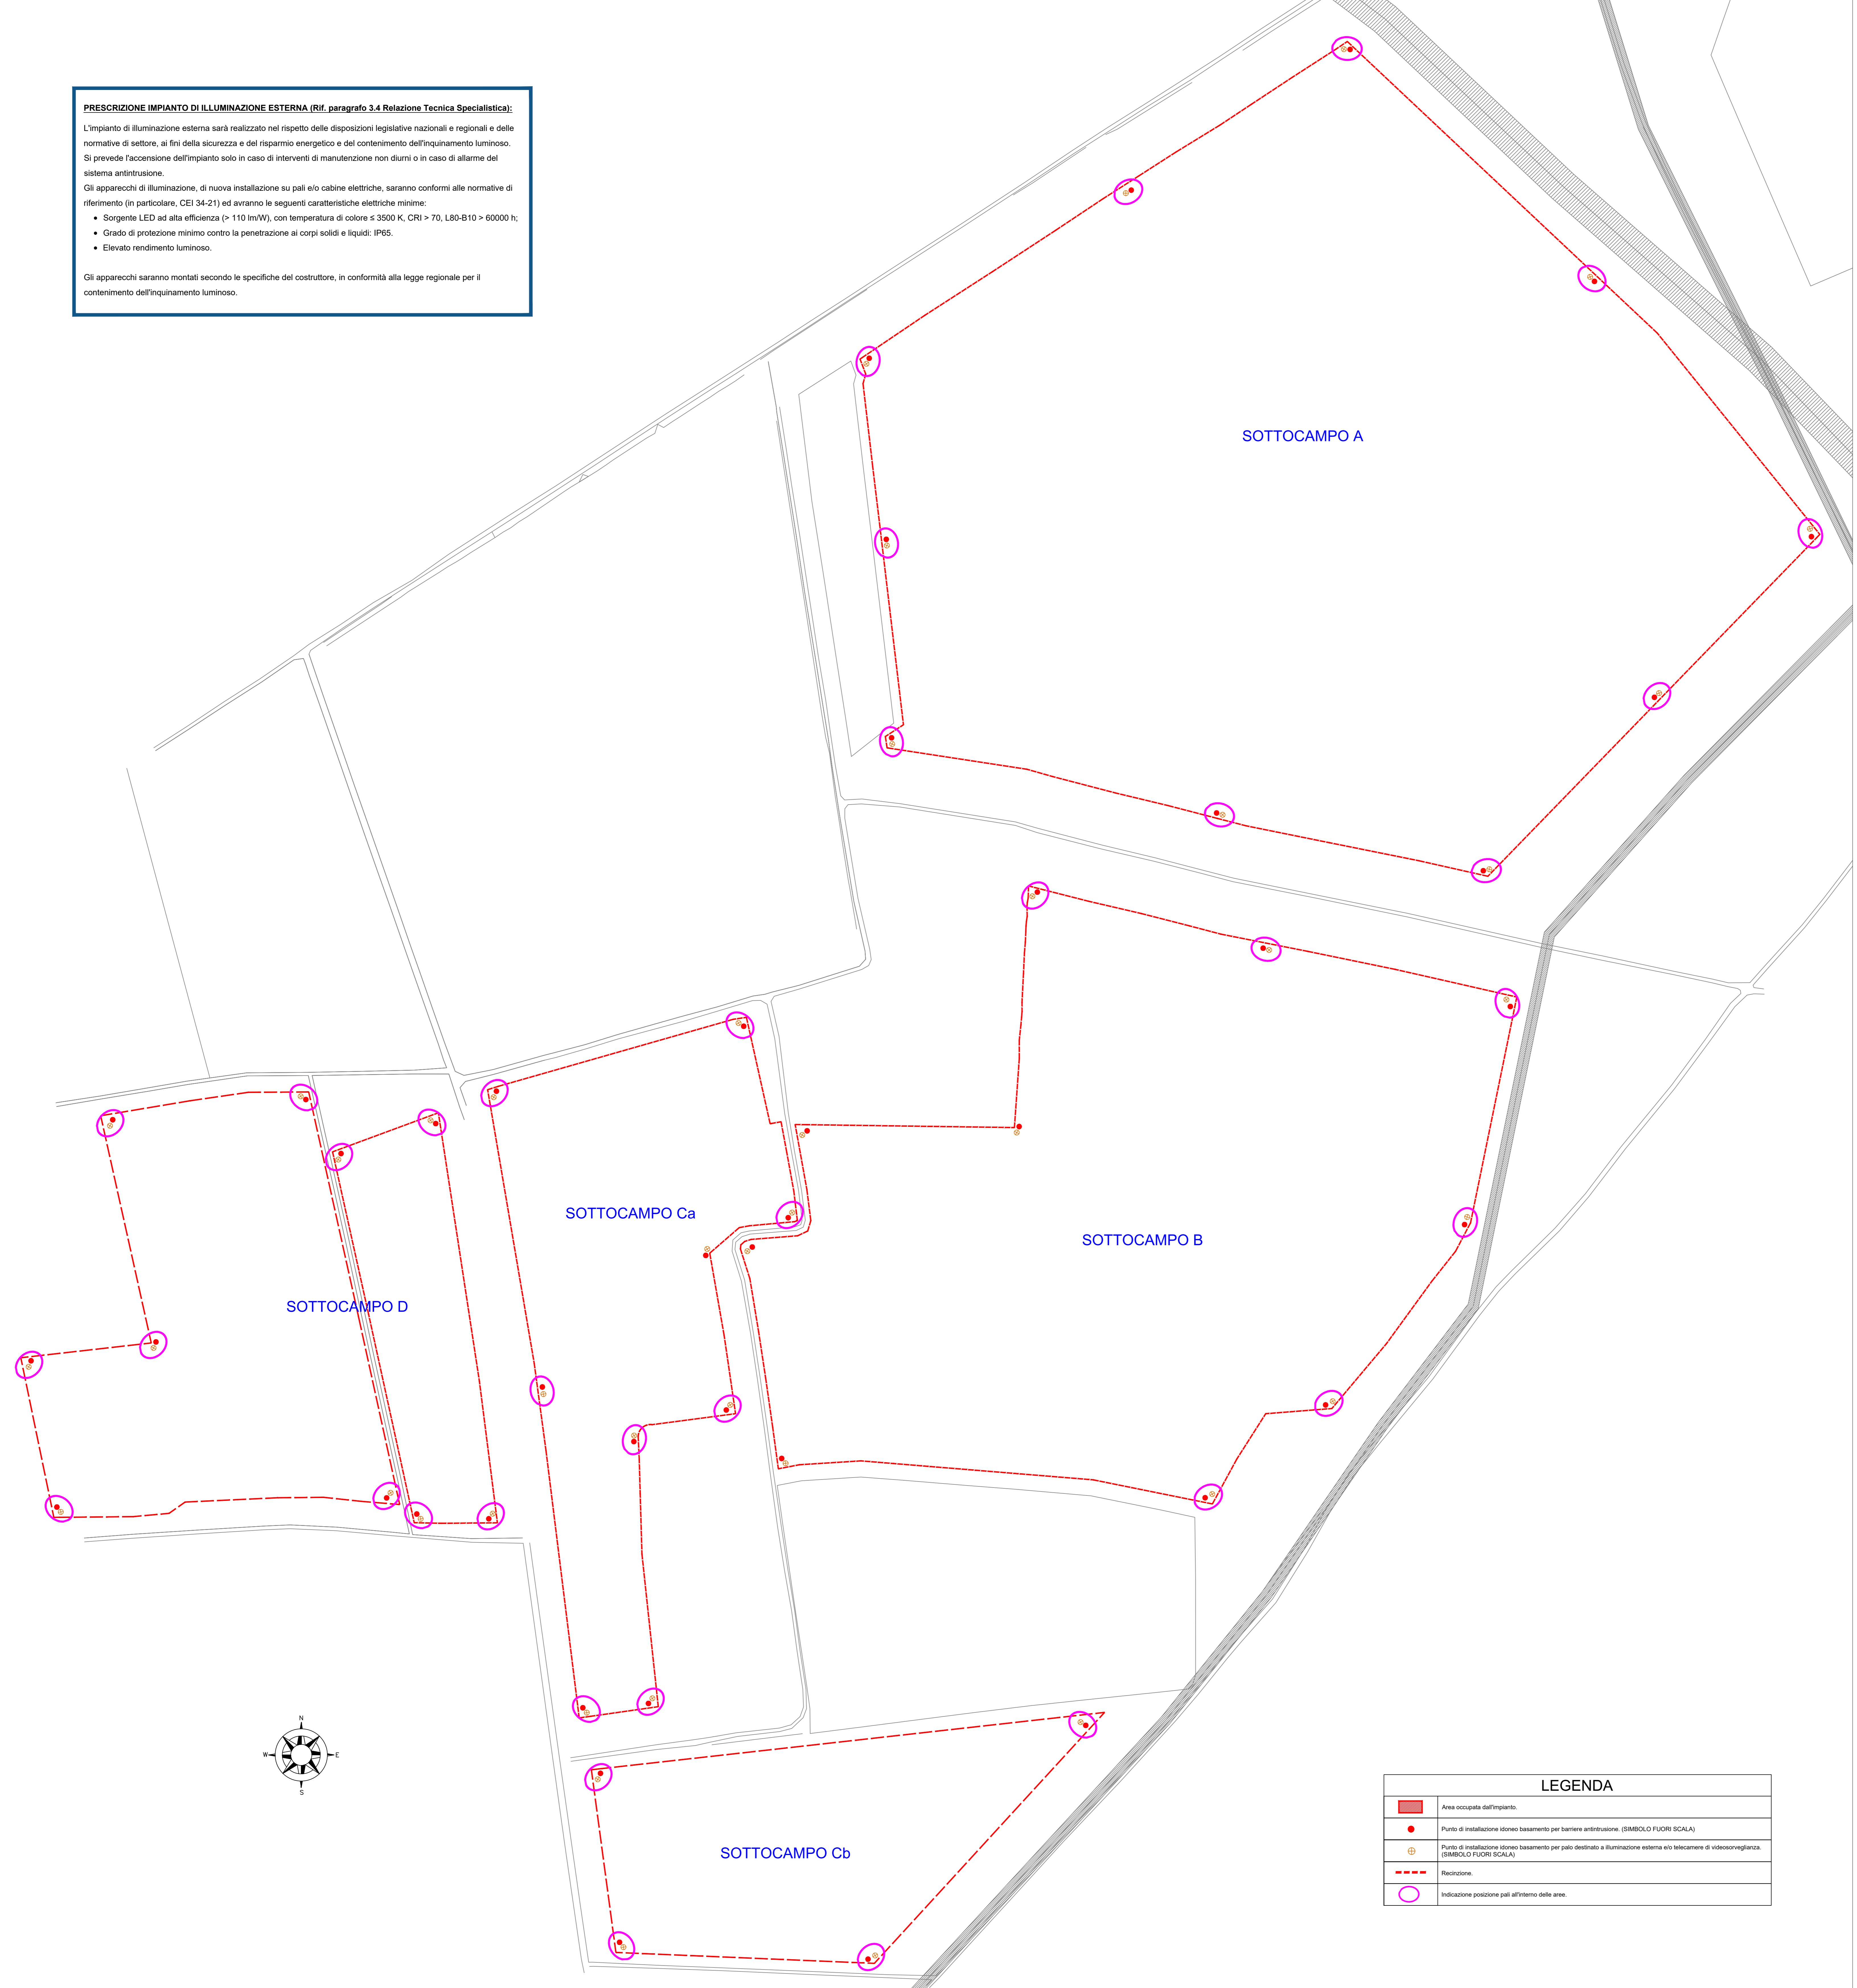 PRESCRIZIONE IMPIANTO DI ILLUMINAZIONE ESTERNA (Rif. paragrafo 3.4 Relazione Tecnica Specialistica):
L'impianto di illuminazione esterna sarà realizzato nel rispetto delle disposizioni legislative nazionali e regionali e delle
normative di settore, ai fini della sicurezza e del risparmio energetico e del contenimento dell'inquinamento luminoso.
Si prevede l'accensione dell'impianto solo in caso di interventi di manutenzione non diurni o in caso di allarme del
sistema antintrusione.
Gli apparecchi di illuminazione, di nuova installazione su pali e/o cabine elettriche, saranno conformi alle normative di
riferimento (in particolare, CEI 34-21) ed avranno le seguenti caratteristiche elettriche minime:
• Sorgente LED ad alta efficienza (> 110 lm/W), con temperatura di colore ≤ 3500 K, CRI > 70, L80-B10 > 60000 h;
• Grado di protezione minimo contro la penetrazione ai corpi solidi e liquidi: IP65.
• Elevato rendimento luminoso.
Gli apparecchi saranno montati secondo le specifiche del costruttore, in conformità alla legge regionale per il
contenimento dell'inquinamento luminoso.
SOTTOCAMPO A
SOTTOCAMPO Ca
SOTTOCAMPO B
SOTTOCAMPO D
SOTTOCAMPO Cb
N
W
E
S
LEGENDA
Area occupata dall'impianto.
Punto di installazione idoneo basamento per barriere antintrusione. (SIMBOLO FUORI SCALA)
Punto di installazione idoneo basamento per palo destinato a illuminazione esterna e/o telecamere di videosorveglianza.
(SIMBOLO FUORI SCALA)
Recinzione.
Indicazione posizione pali all'interno delle aree.